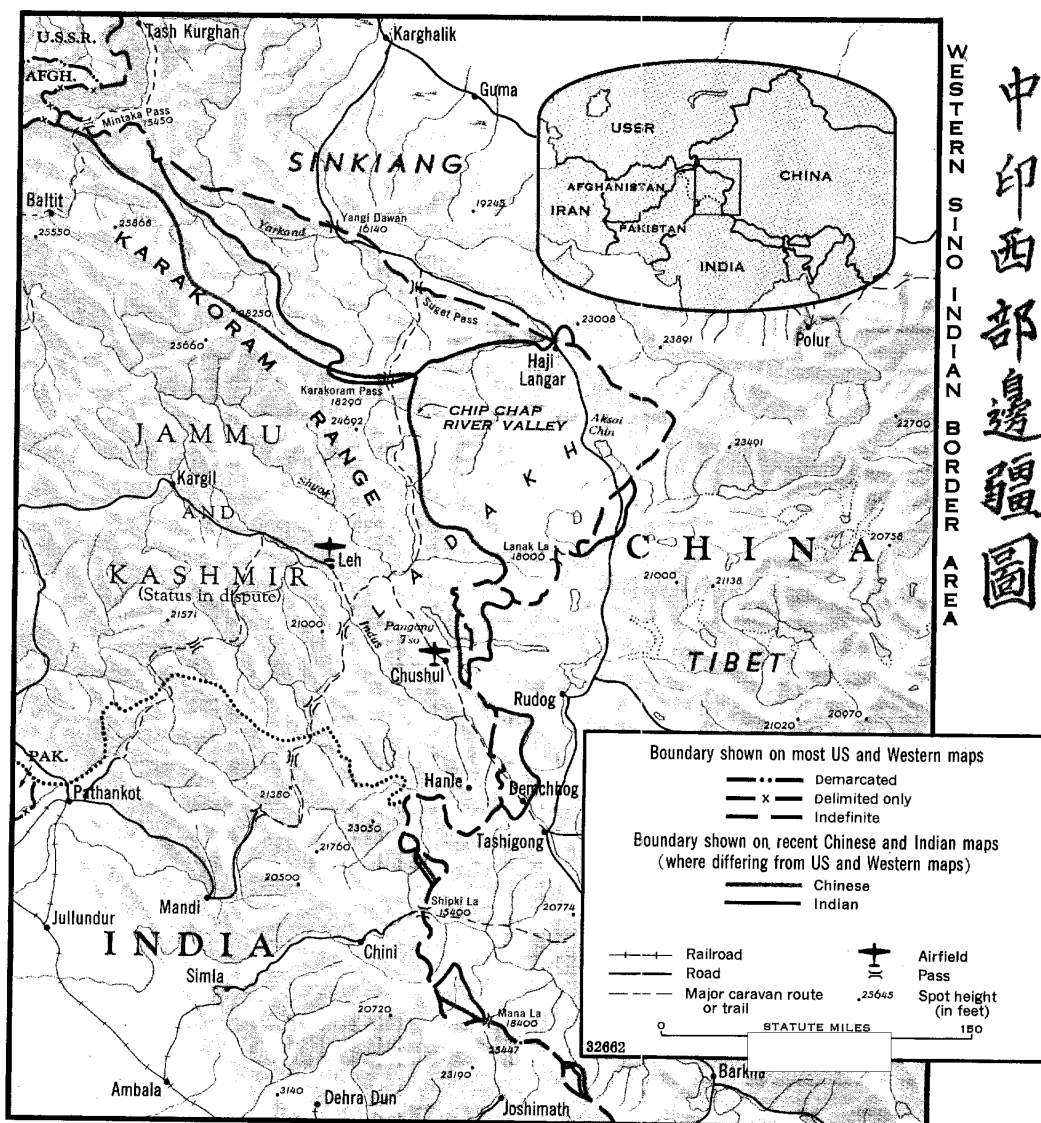 U.S.S.R.
Tash Kurghan
Karghalik
AFGH.
Guma
Mintaka Pass
15450
SINKIANG
Baltit
25868
25550
Yarkand
Yangi Dawan
16140
19245
KARAKORAM
RANGE
Suget Pass
28250
25660
23008
Haji
Langar
23891
Polur
Karakoram Pass
18290
24692
CHIP CHAP
RIVER VALLEY
Aksai
Chin
22700
23491
JAMMU
AND
KASHMIR
(Status in dispute)
Kargil
Shyok
LADAKH
Leh
Lanak La
18000
CHINA
20738
21000
21138
21571
21000
Indus
Pangong
Tso
Chushul
TIBET
Rudog
21020
20970
PAK.
Pathankot
21380
Hanle
Demchhog
23050
Tashigong
21760
20500
Mandi
Shipki La
15400
20774
Jullundur
INDIA
Chini
Simla
20720
Mana La
18400
25447
23190
Ambala
3140
Dehra Dun
Joshimath
Barkha
USSR
CHINA
AFGHANISTAN
IRAN
PAKISTAN
INDIA
Boundary shown on most US and Western maps
Demarcated
Delimited only
Indefinite
Boundary shown on recent Chinese and Indian maps
(where differing from US and Western maps)
Chinese
Indian
Railroad
Road
Major caravan route
or trail
Airfield
Pass
.25645 Spot height
(in feet)
0 STATUTE MILES 150
32662
WESTERN SINO INDIAN BORDER AREA
中印西部邊疆圖